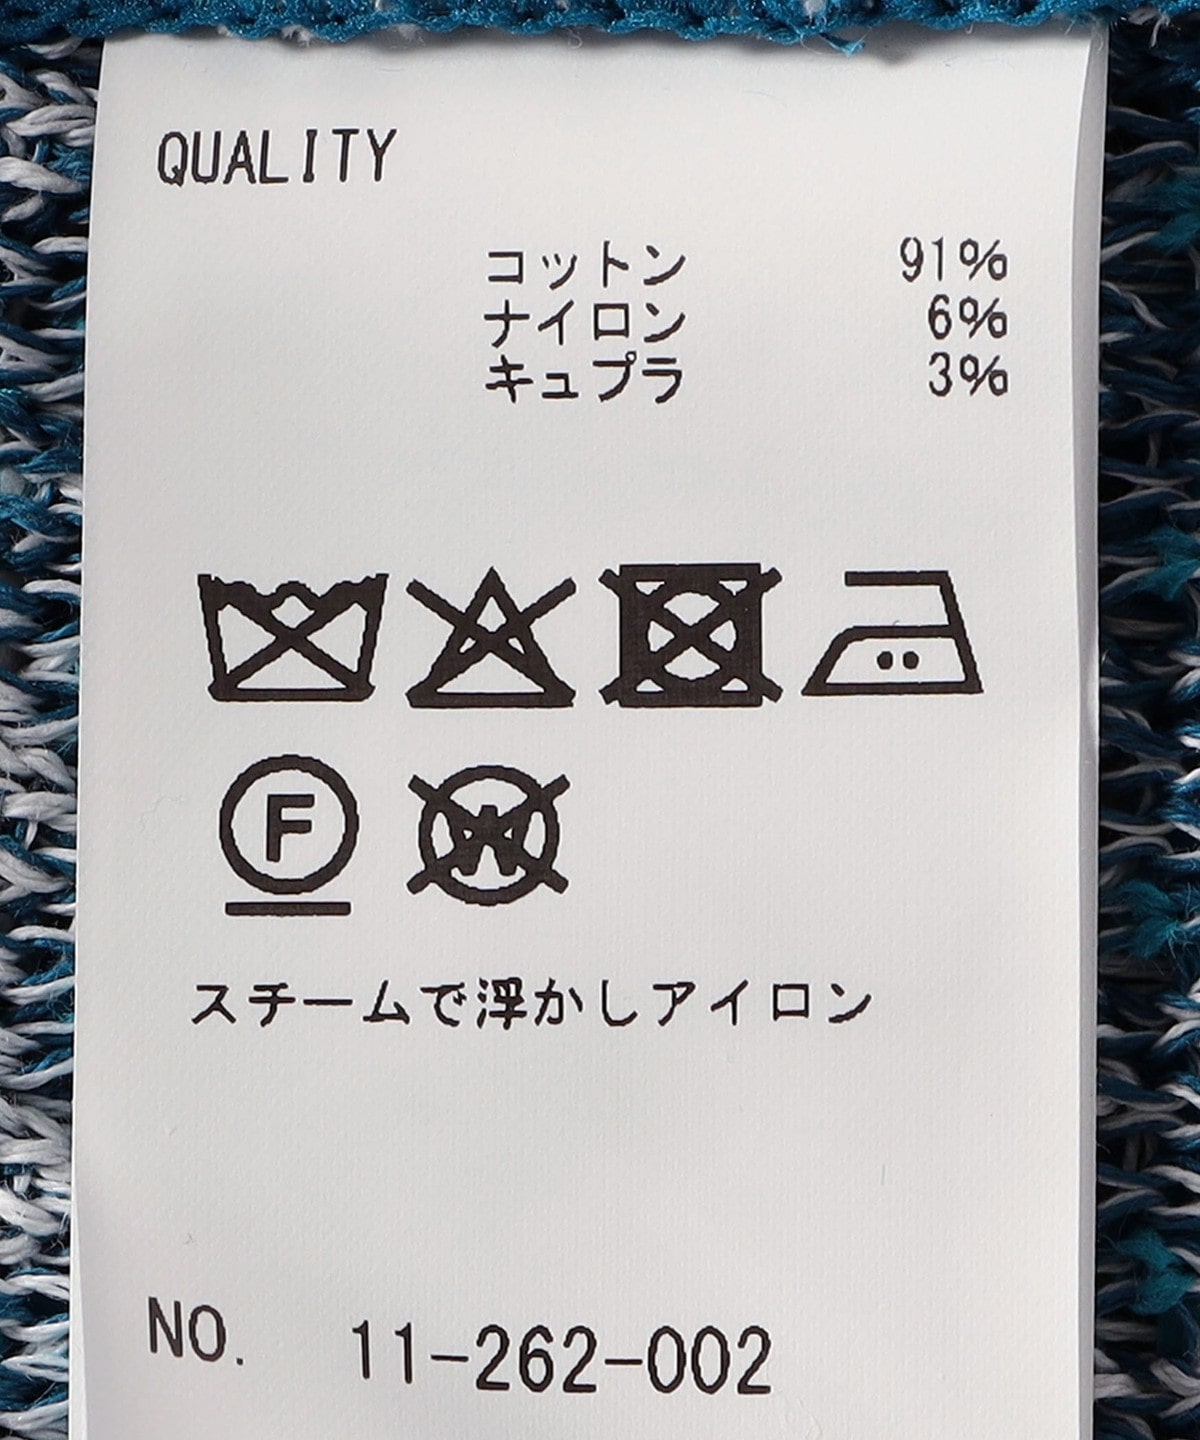 QUALITY
コットン 91%
ナイロン 6%
キュプラ 3%
F W
スチームで浮かしアイロン
NO. 11-262-002